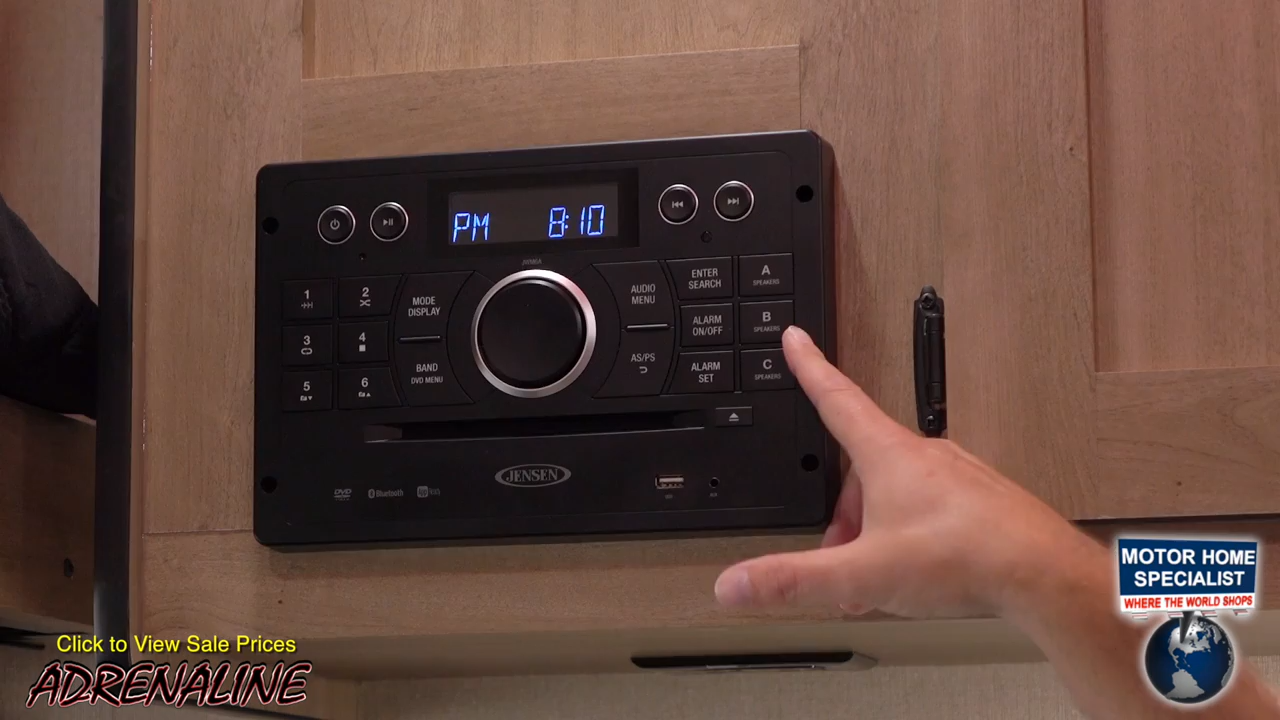 PM 8:10
1
2
3
4
5
6
MODE
DISPLAY
BAND
DVD MENU
AUDIO
MENU
AS/PS
ENTER
SEARCH
ALARM
ON/OFF
ALARM
SET
A
SPEAKERS
B
SPEAKERS
C
SPEAKERS
JENSEN
DVD
Bluetooth
MOTOR HOME
SPECIALIST
WHERE THE WORLD SHOPS
Click to View Sale Prices
ADRENALINE